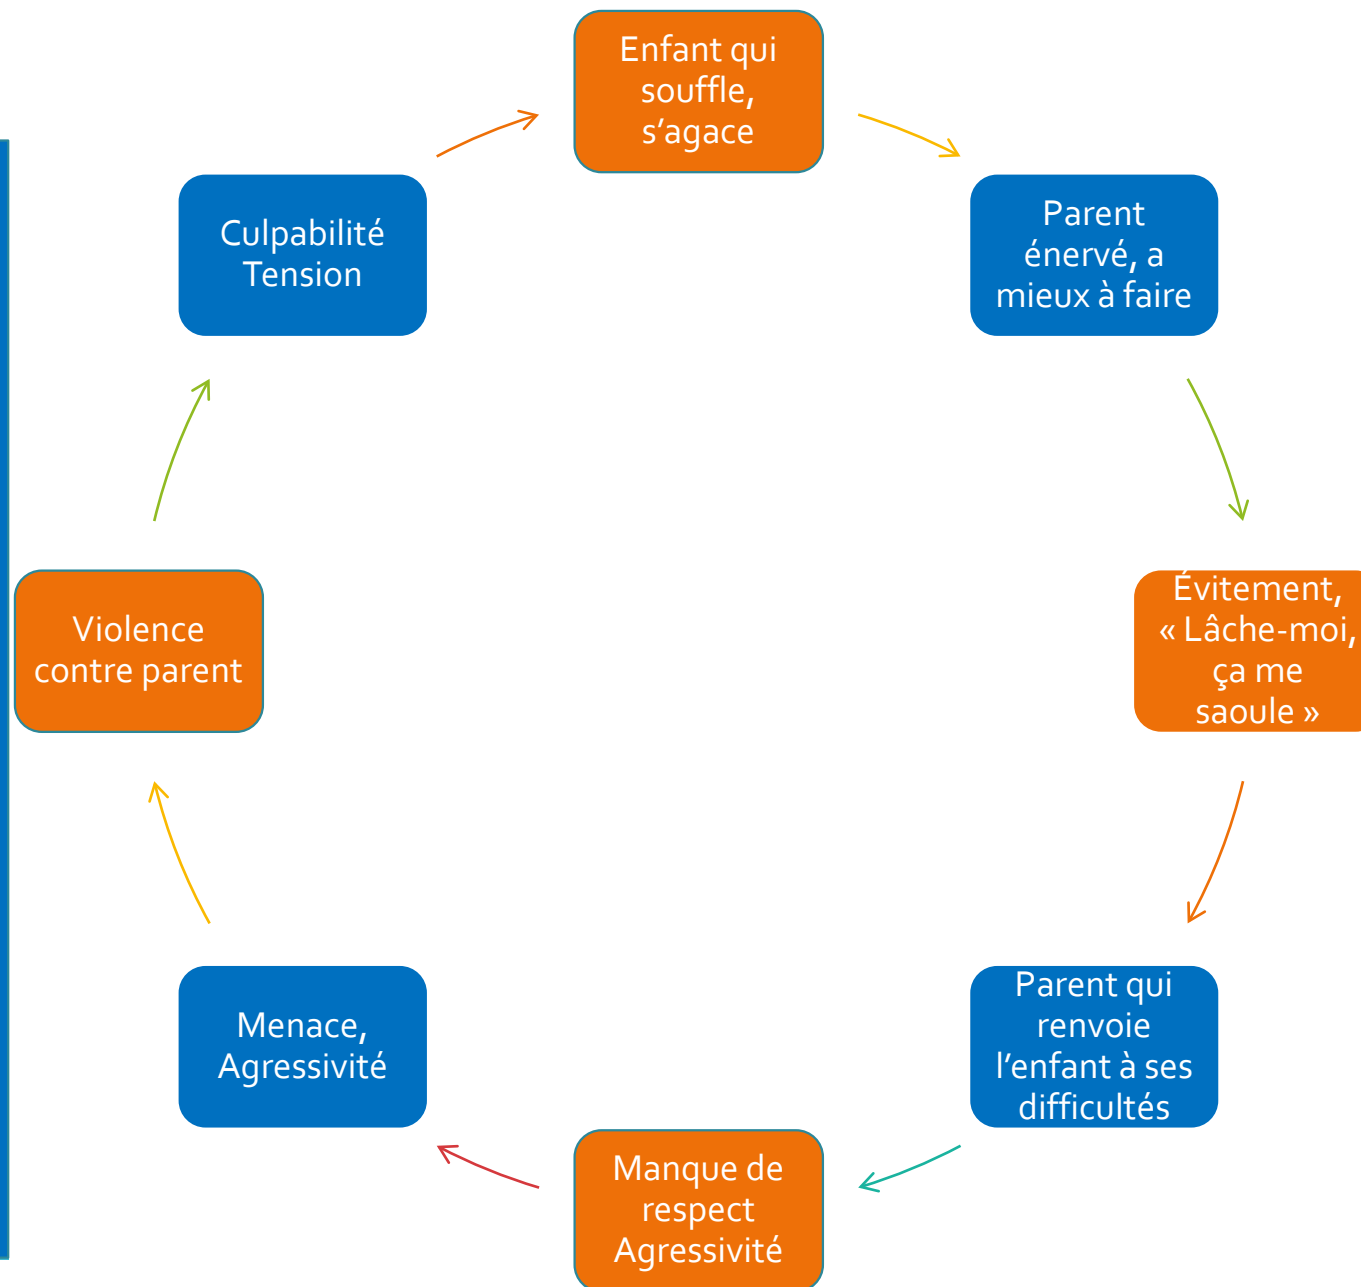 Enfant qui
souffle,
s’agace
Parent
énervé, a
mieux à faire
Évitement,
« Lâche-moi,
ça me
saoule »
Parent qui
renvoie
l’enfant à ses
difficultés
Manque de
respect
Agressivité
Menace,
Agressivité
Violence
contre parent
Culpabilité
Tension